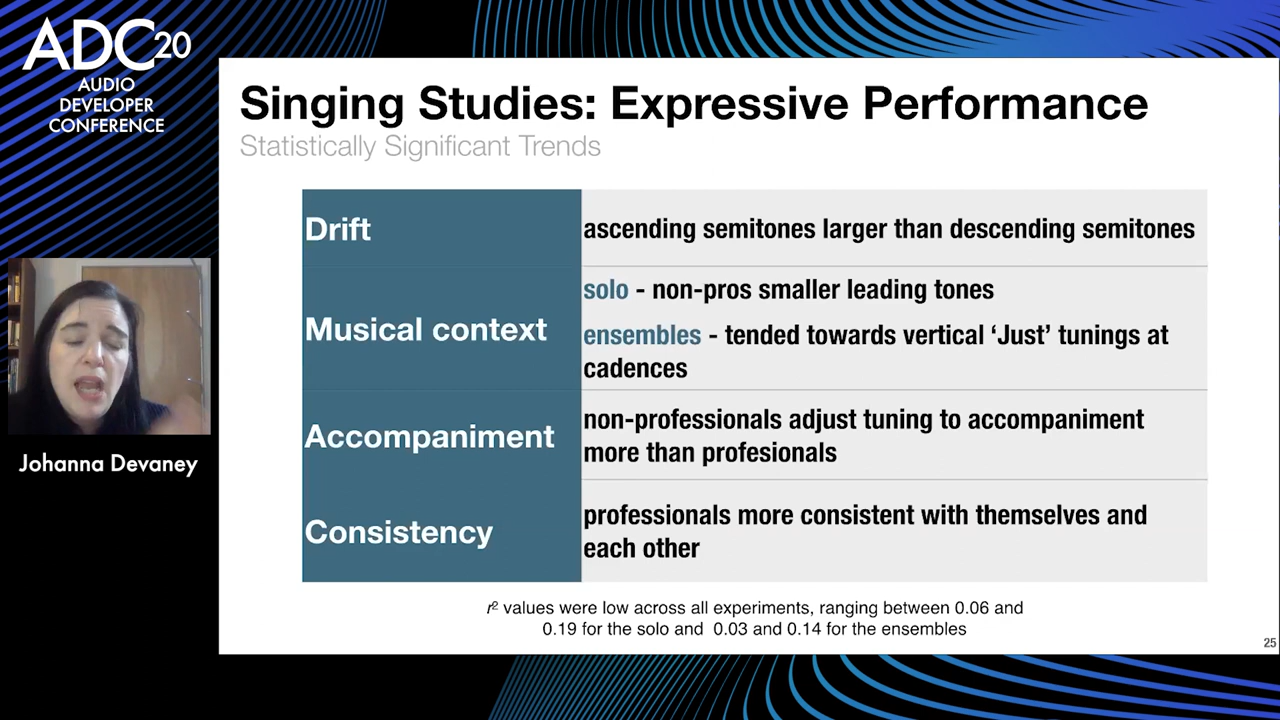 ADC20
AUDIO
DEVELOPER
CONFERENCE
Singing Studies: Expressive Performance
Statistically Significant Trends
Drift
ascending semitones larger than descending semitones
Musical context
solo - non-pros smaller leading tones
ensembles - tended towards vertical ‘Just’ tunings at
cadences
Accompaniment
non-professionals adjust tuning to accompaniment
more than profesionals
Consistency
professionals more consistent with themselves and
each other
r² values were low across all experiments, ranging between 0.06 and
0.19 for the solo and 0.03 and 0.14 for the ensembles
25
Johanna Devaney